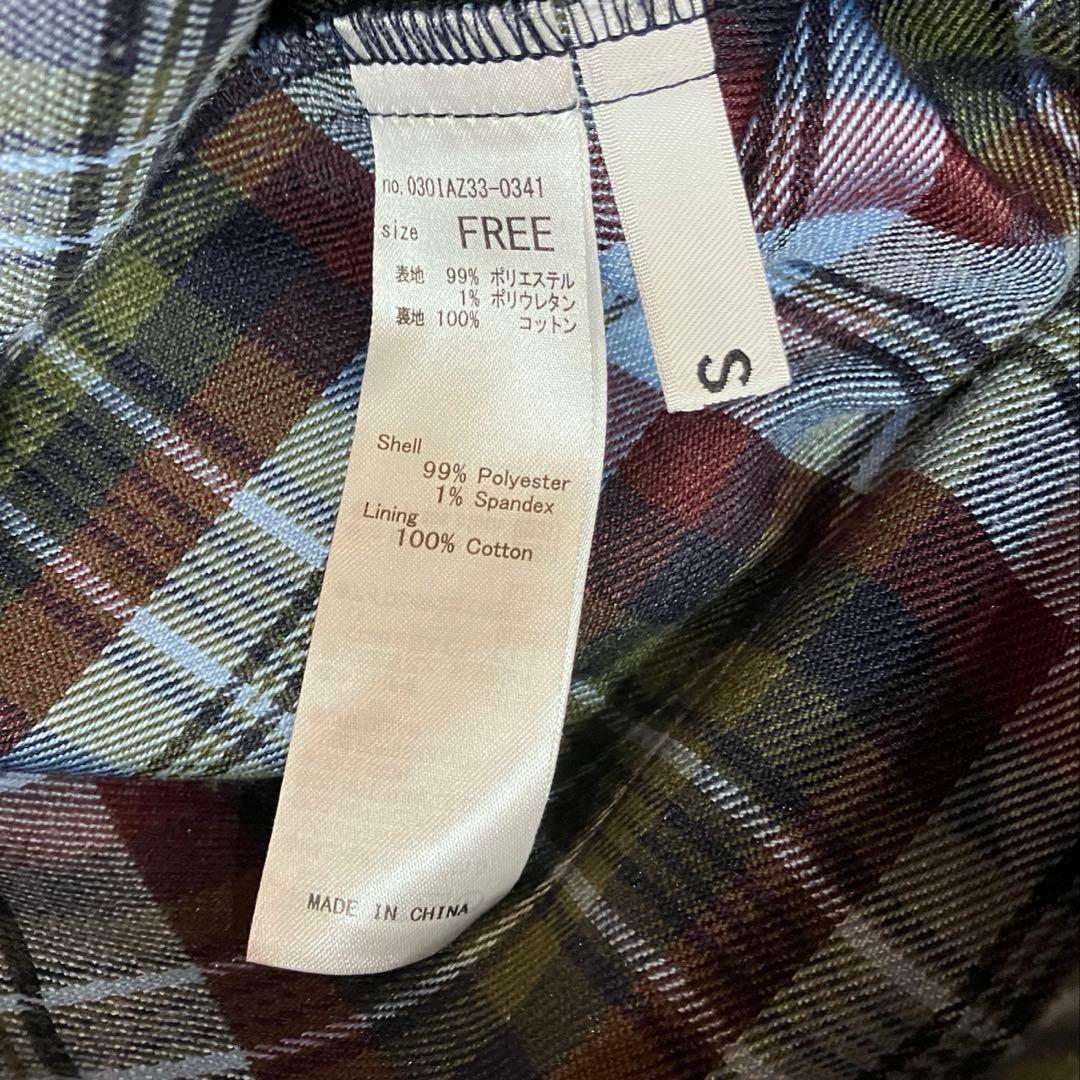 no.0301AZ33-0341
size FREE
表地 99% ポリエステル
1% ポリウレタン
裏地 100% コットン
Shell
99% Polyester
1% Spandex
Lining
100% Cotton
MADE IN CHINA
S